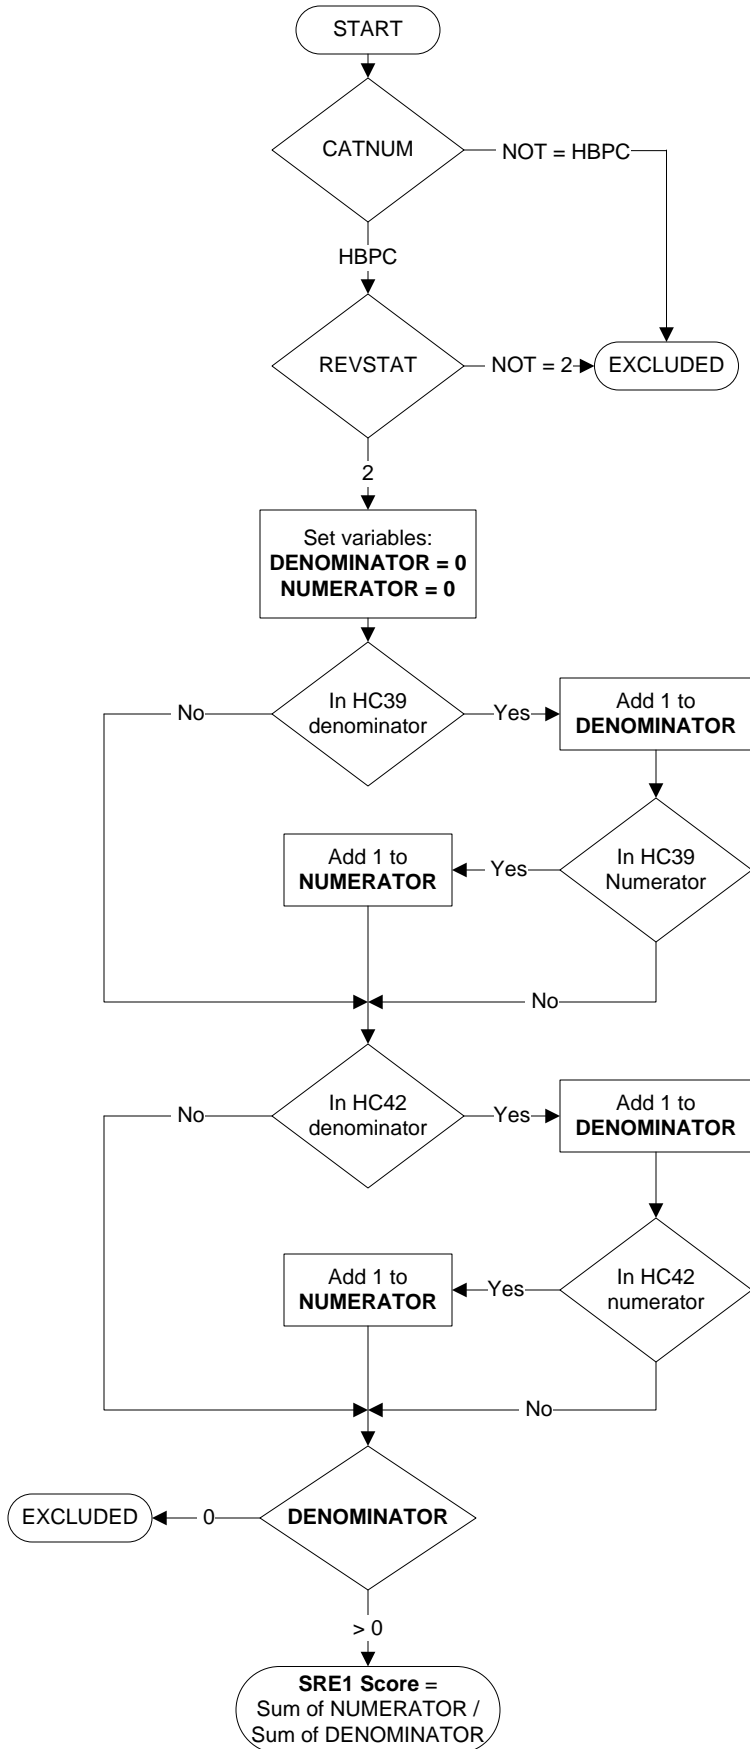 START
CATNUM
NOT = HBPC
HBPC
REVSTAT
NOT = 2
EXCLUDED
2
Set variables:
DENOMINATOR = 0
NUMERATOR = 0
In HC39
denominator
No
Yes
Add 1 to
DENOMINATOR
In HC39
Numerator
Yes
Add 1 to
NUMERATOR
No
In HC42
denominator
No
Yes
Add 1 to
DENOMINATOR
In HC42
numerator
Yes
Add 1 to
NUMERATOR
No
DENOMINATOR
0
EXCLUDED
> 0
SRE1 Score =
Sum of NUMERATOR /
Sum of DENOMINATOR